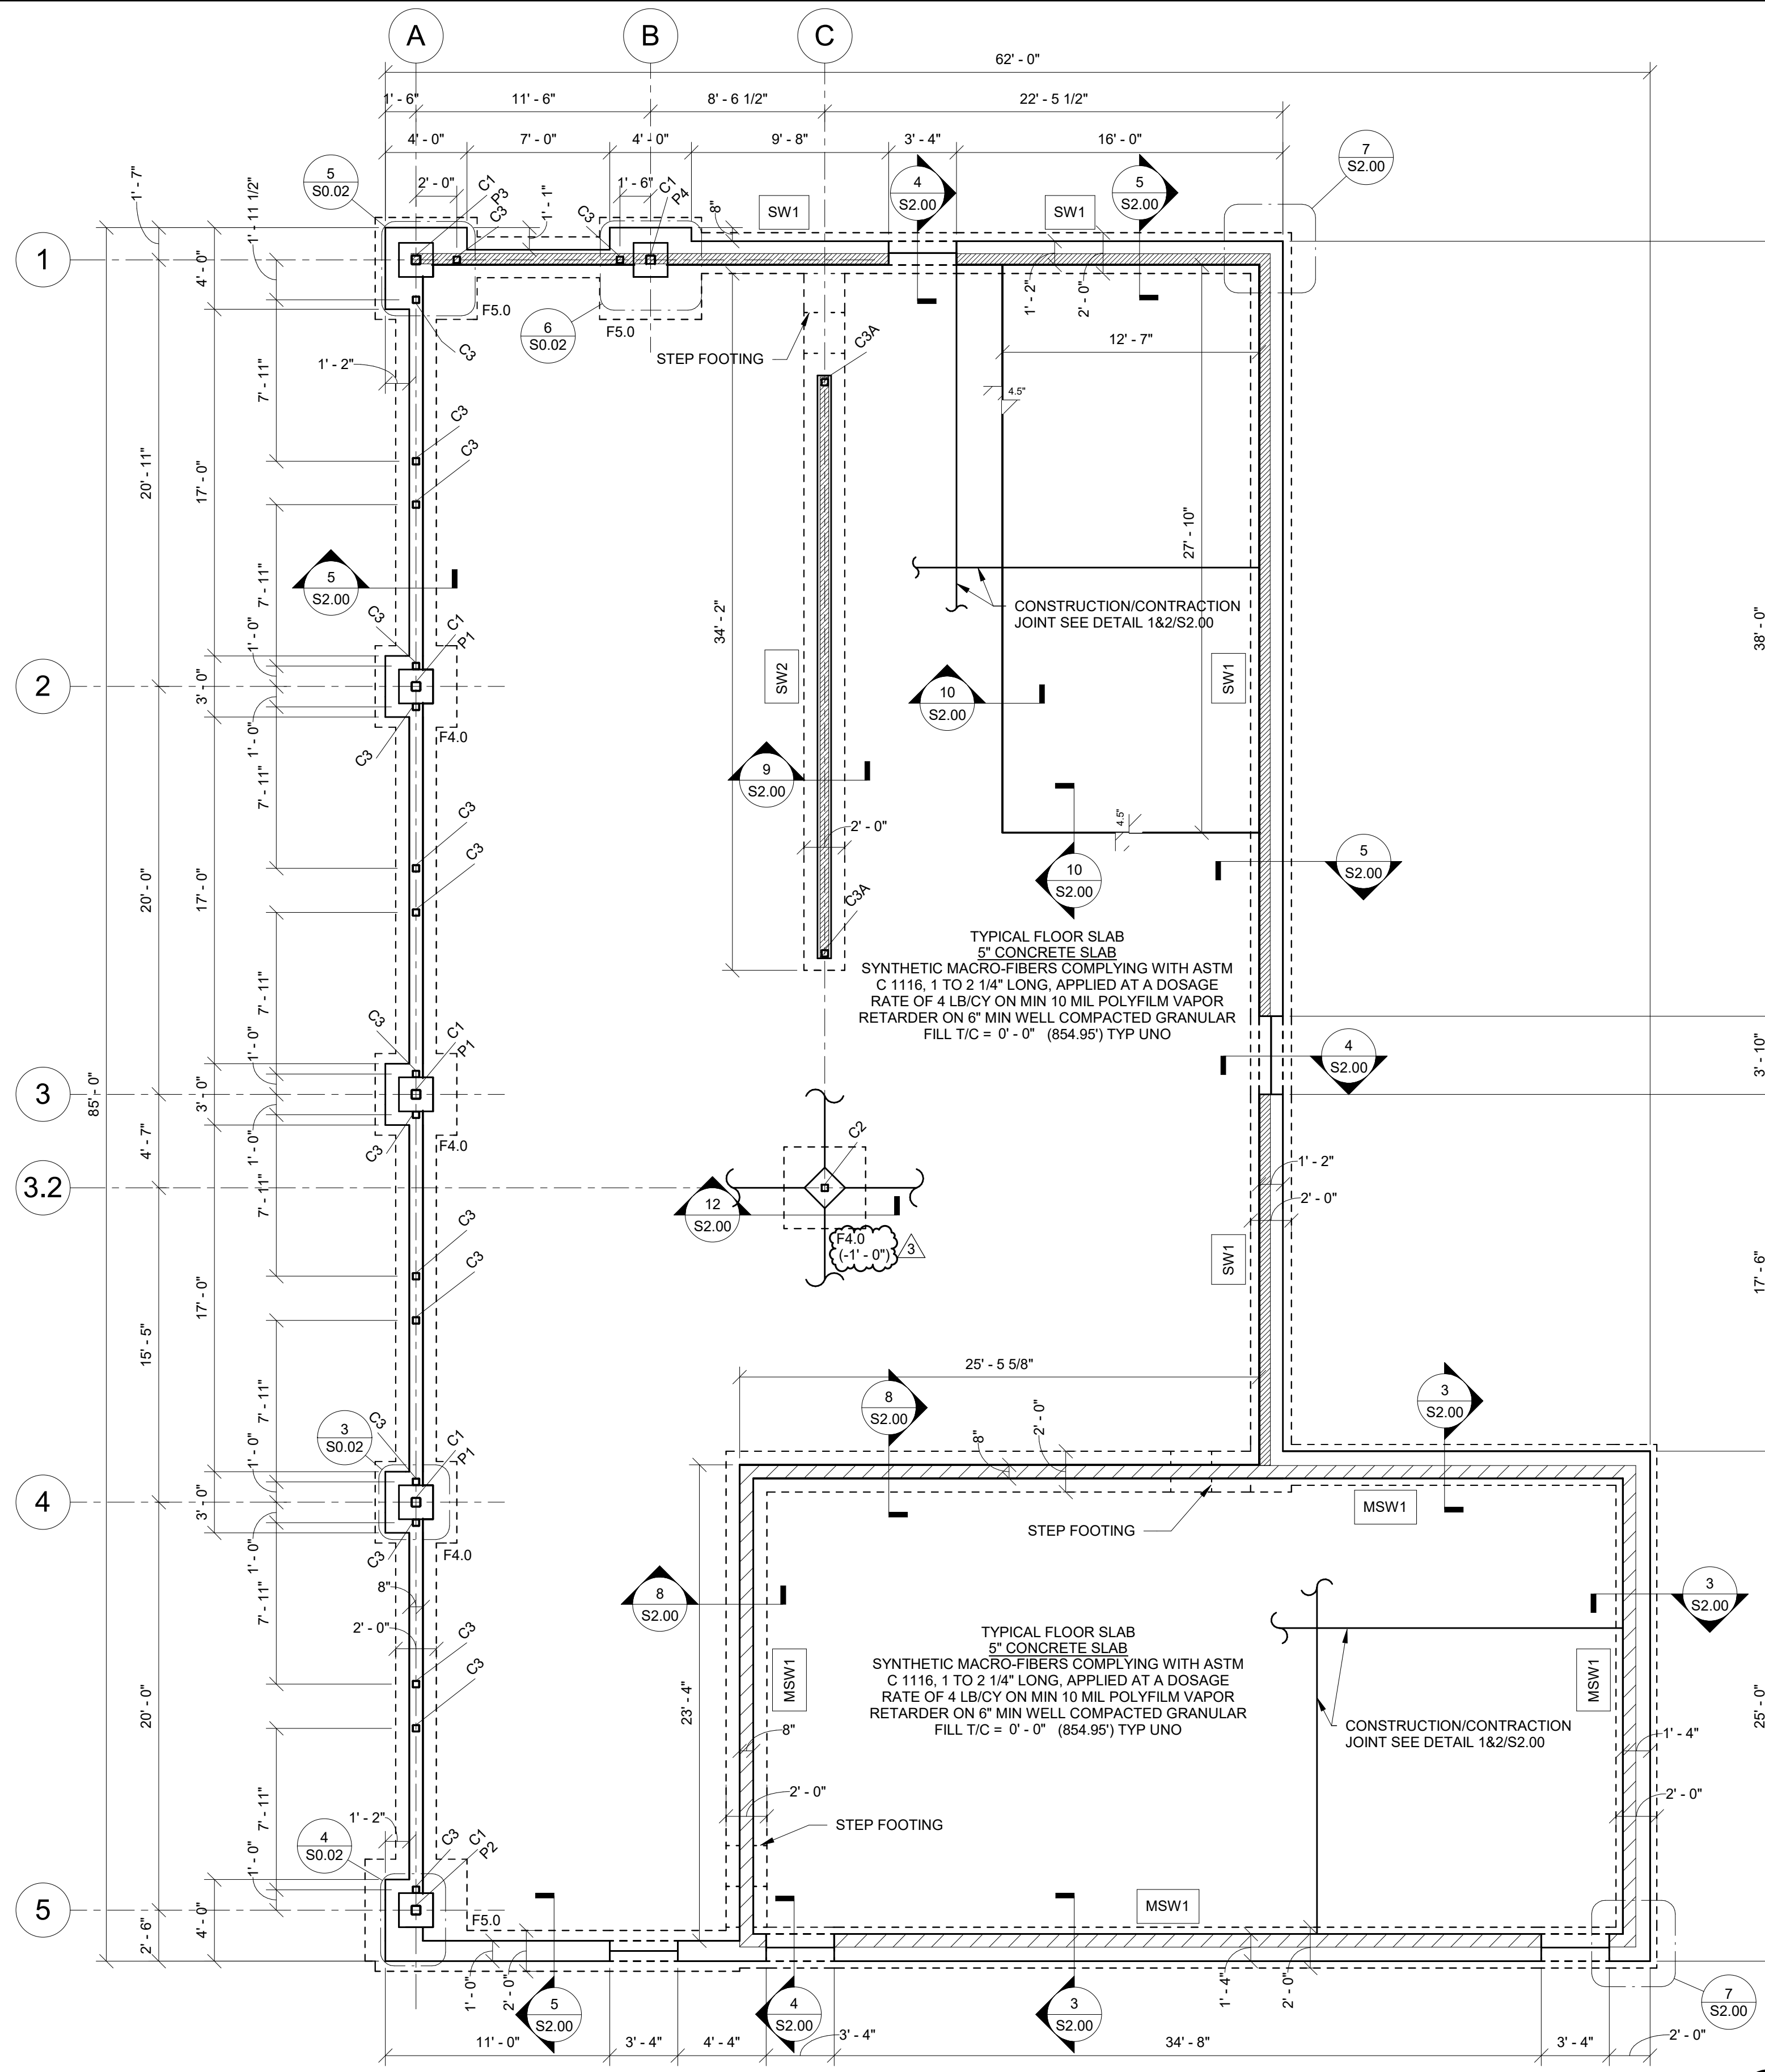 A
B
C
62' - 0"
1' - 6"
11' - 6"
8' - 6 1/2"
22' - 5 1/2"
4' - 0"
7' - 0"
4' - 0"
9' - 8"
3' - 4"
16' - 0"
7
S2.00
5
S0.02
1' - 7"
1' - 11 1/2"
4' - 0"
2' - 0"
C1
P3
C3
1' - 1"
C3
1' - 6"
C1
P4
8"
SW1
4
S2.00
SW1
5
S2.00
1
F5.0
6
S0.02
F5.0
STEP FOOTING
C3A
1' - 2"
2' - 0"
12' - 7"
4.5"
C3
1' - 2"
7' - 11"
20' - 11"
17' - 0"
C3
C3
27' - 10"
5
S2.00
7' - 11"
34' - 2"
CONSTRUCTION/CONTRACTION
JOINT SEE DETAIL 1&2/S2.00
38' - 0"
C3
C1
P1
1' - 0"
2
3' - 0"
SW2
10
S2.00
SW1
1' - 0"
C3
F4.0
9
S2.00
7' - 11"
C3
C3
2' - 0"
4.5"
5
S2.00
10
S2.00
20' - 0"
17' - 0"
C3A
TYPICAL FLOOR SLAB
5" CONCRETE SLAB
SYNTHETIC MACRO-FIBERS COMPLYING WITH ASTM
C 1116, 1 TO 2 1/4" LONG, APPLIED AT A DOSAGE
RATE OF 4 LB/CY ON MIN 10 MIL POLYFILM VAPOR
RETARDER ON 6" MIN WELL COMPACTED GRANULAR
FILL T/C = 0' - 0" (854.95') TYP UNO
7' - 11"
C3
C1
P1
1' - 0"
4
S2.00
3' - 10"
3
85' - 0"
3' - 0"
4' - 7"
1' - 0"
C3
F4.0
C2
1' - 2"
2' - 0"
3.2
7' - 11"
12
S2.00
F4.0
(-1' - 0")
3
C3
C3
SW1
17' - 6"
17' - 0"
15' - 5"
25' - 5 5/8"
7' - 11"
8
S2.00
3
S2.00
3
S0.02
C3
C1
P1
8"
2' - 0"
1' - 0"
4
3' - 0"
MSW1
STEP FOOTING
1' - 0"
C3
F4.0
8"
7' - 11"
2' - 0"
C3
C3
8
S2.00
3
S2.00
TYPICAL FLOOR SLAB
5" CONCRETE SLAB
SYNTHETIC MACRO-FIBERS COMPLYING WITH ASTM
C 1116, 1 TO 2 1/4" LONG, APPLIED AT A DOSAGE
RATE OF 4 LB/CY ON MIN 10 MIL POLYFILM VAPOR
RETARDER ON 6" MIN WELL COMPACTED GRANULAR
FILL T/C = 0' - 0" (854.95') TYP UNO
MSW1
MSW1
20' - 0"
23' - 4"
25' - 0"
8"
CONSTRUCTION/CONTRACTION
JOINT SEE DETAIL 1&2/S2.00
1' - 4"
2' - 0"
2' - 0"
7' - 11"
1' - 2"
STEP FOOTING
4
S0.02
C3
C1
P2
1' - 0"
5
4' - 0"
2' - 6"
F5.0
MSW1
1' - 0"
2' - 0"
5
S2.00
4
S2.00
3
S2.00
1' - 4"
2' - 0"
7
S2.00
11' - 0"
3' - 4"
4' - 4"
3' - 4"
34' - 8"
3' - 4"
2' - 0"